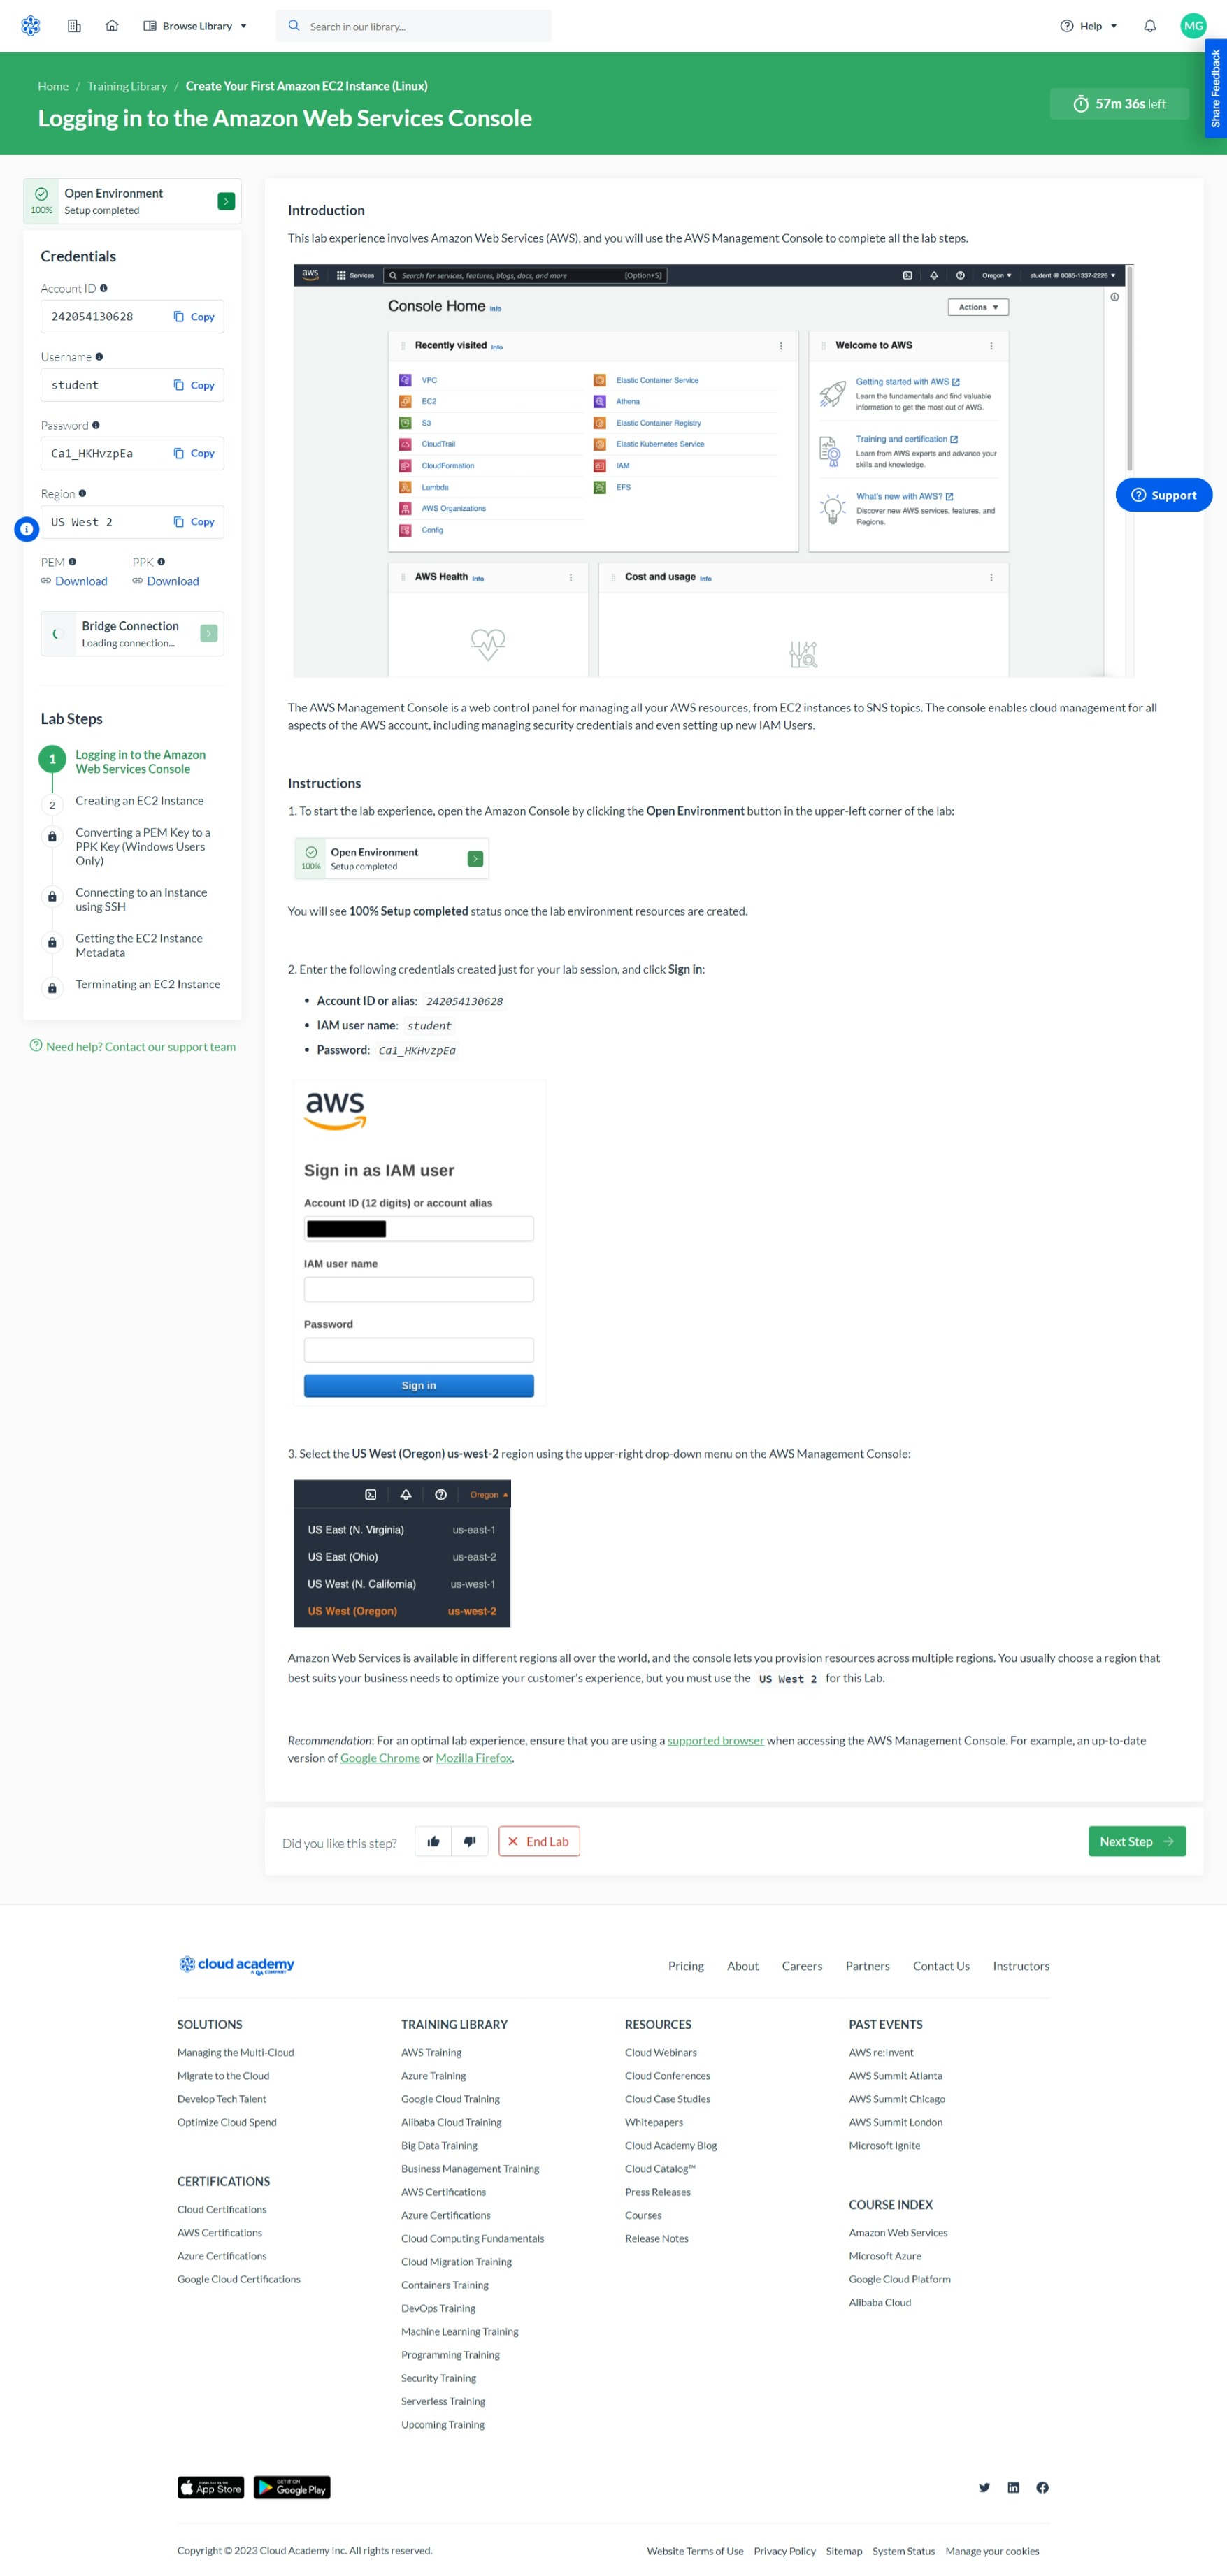 Browse Library
Search in our library...
Help
MG
Share Feedback
Home / Training Library / Create Your First Amazon EC2 Instance (Linux)
Logging in to the Amazon Web Services Console
57m 36s left
Open Environment
100%
Setup completed
Credentials
Account ID
242054130628 Copy
Username
student Copy
Password
Ca1_HKHvzpEa Copy
Region
US West 2 Copy
PEM PPK
Download Download
Bridge Connection
Loading connection...
Lab Steps
1 Logging in to the Amazon
Web Services Console
2 Creating an EC2 Instance
Converting a PEM Key to a
PPK Key (Windows Users
Only)
Connecting to an Instance
using SSH
Getting the EC2 Instance
Metadata
Terminating an EC2 Instance
Need help? Contact our support team
Introduction
This lab experience involves Amazon Web Services (AWS), and you will use the AWS Management Console to complete all the lab steps.
aws Services Search for services, features, blogs, docs, and more [Option+S] Oregon student @ 0085-1337-2226
Console Home Info
Actions
Recently visited Info
VPC
EC2
S3
CloudTrail
CloudFormation
Lambda
AWS Organizations
Config
Elastic Container Service
Athena
Elastic Container Registry
Elastic Kubernetes Service
IAM
EFS
Welcome to AWS
Getting started with AWS
Learn the fundamentals and find valuable
information to get the most out of AWS.
Training and certification
Learn from AWS experts and advance your
skills and knowledge.
What's new with AWS?
Discover new AWS services, features, and
Regions.
AWS Health Info
Cost and usage Info
Support
The AWS Management Console is a web control panel for managing all your AWS resources, from EC2 instances to SNS topics. The console enables cloud management for all
aspects of the AWS account, including managing security credentials and even setting up new IAM Users.
Instructions
1. To start the lab experience, open the Amazon Console by clicking the Open Environment button in the upper-left corner of the lab:
Open Environment
100%
Setup completed
You will see 100% Setup completed status once the lab environment resources are created.
2. Enter the following credentials created just for your lab session, and click Sign in:
• Account ID or alias: 242054130628
• IAM user name: student
• Password: Ca1_HKHvzpEa
aws
Sign in as IAM user
Account ID (12 digits) or account alias
IAM user name
Password
Sign in
3. Select the US West (Oregon) us-west-2 region using the upper-right drop-down menu on the AWS Management Console:
Oregon
US East (N. Virginia) us-east-1
US East (Ohio) us-east-2
US West (N. California) us-west-1
US West (Oregon) us-west-2
Amazon Web Services is available in different regions all over the world, and the console lets you provision resources across multiple regions. You usually choose a region that
best suits your business needs to optimize your customer's experience, but you must use the US West 2 for this Lab.
Recommendation: For an optimal lab experience, ensure that you are using a supported browser when accessing the AWS Management Console. For example, an up-to-date
version of Google Chrome or Mozilla Firefox.
Did you like this step?
End Lab
Next Step
cloud academy
Pricing About Careers Partners Contact Us Instructors
SOLUTIONS
Managing the Multi-Cloud
Migrate to the Cloud
Develop Tech Talent
Optimize Cloud Spend
CERTIFICATIONS
Cloud Certifications
AWS Certifications
Azure Certifications
Google Cloud Certifications
TRAINING LIBRARY
AWS Training
Azure Training
Google Cloud Training
Alibaba Cloud Training
Big Data Training
Business Management Training
AWS Certifications
Azure Certifications
Cloud Computing Fundamentals
Cloud Migration Training
Containers Training
DevOps Training
Machine Learning Training
Programming Training
Security Training
Serverless Training
Upcoming Training
RESOURCES
Cloud Webinars
Cloud Conferences
Cloud Case Studies
Whitepapers
Cloud Academy Blog
Cloud Catalog™
Press Releases
Courses
Release Notes
PAST EVENTS
AWS re:Invent
AWS Summit Atlanta
AWS Summit Chicago
AWS Summit London
Microsoft Ignite
COURSE INDEX
Amazon Web Services
Microsoft Azure
Google Cloud Platform
Alibaba Cloud
App Store
GET IT ON
Google Play
Copyright © 2023 Cloud Academy Inc. All rights reserved.
Website Terms of Use Privacy Policy Sitemap System Status Manage your cookies